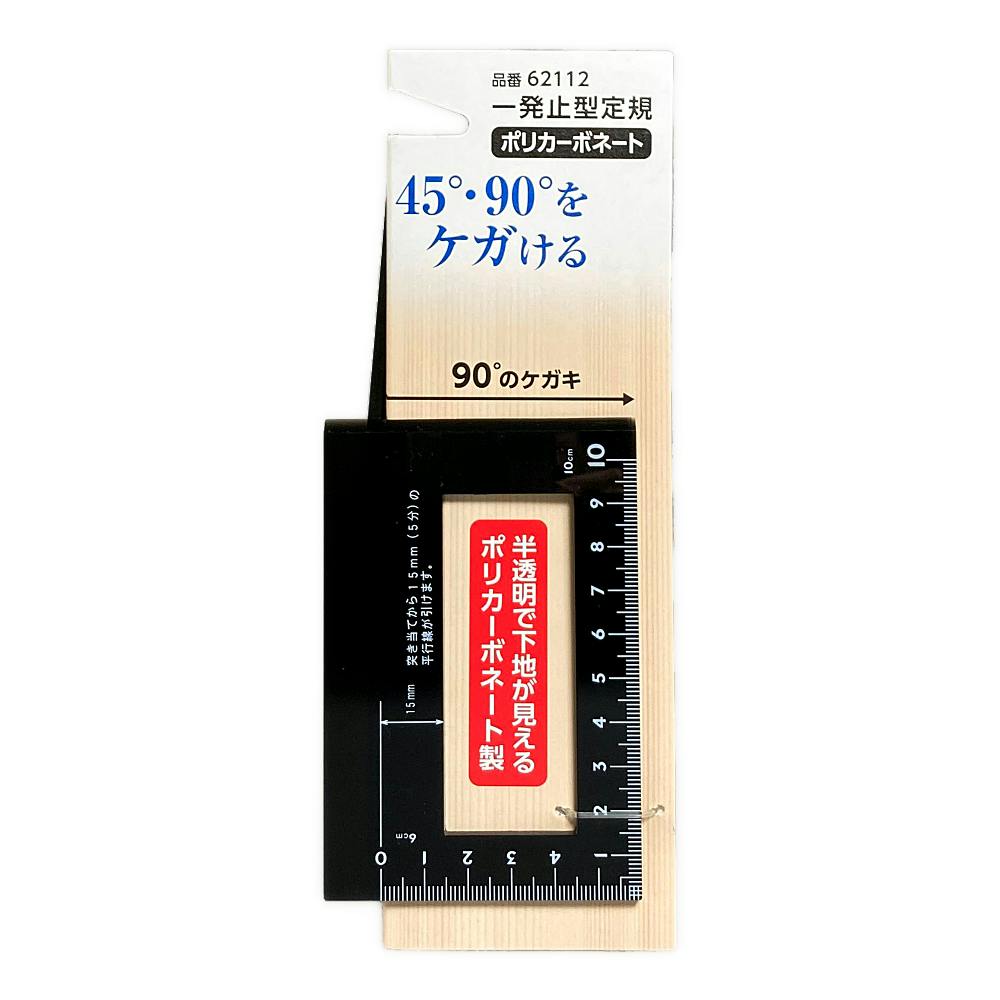 品番 62112
一発止型定規
ポリカーボネート
45°・90°を
ケガける
90°のケガキ
10cm
10
9
8
7
6
5
4
3
2
1
突き当てから15mm(5分)の
平行線が引けます。
15mm
半透明で下地が見える
ポリカーボネート製
6cm
0 1 2 3 4